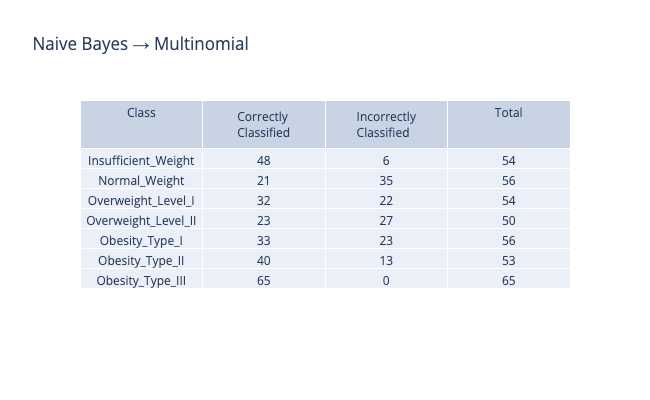 Naive Bayes → Multinomial
Class Correctly Classified Incorrectly Classified Total
Insufficient_Weight 48 6 54
Normal_Weight 21 35 56
Overweight_Level_I 32 22 54
Overweight_Level_II 23 27 50
Obesity_Type_I 33 23 56
Obesity_Type_II 40 13 53
Obesity_Type_III 65 0 65